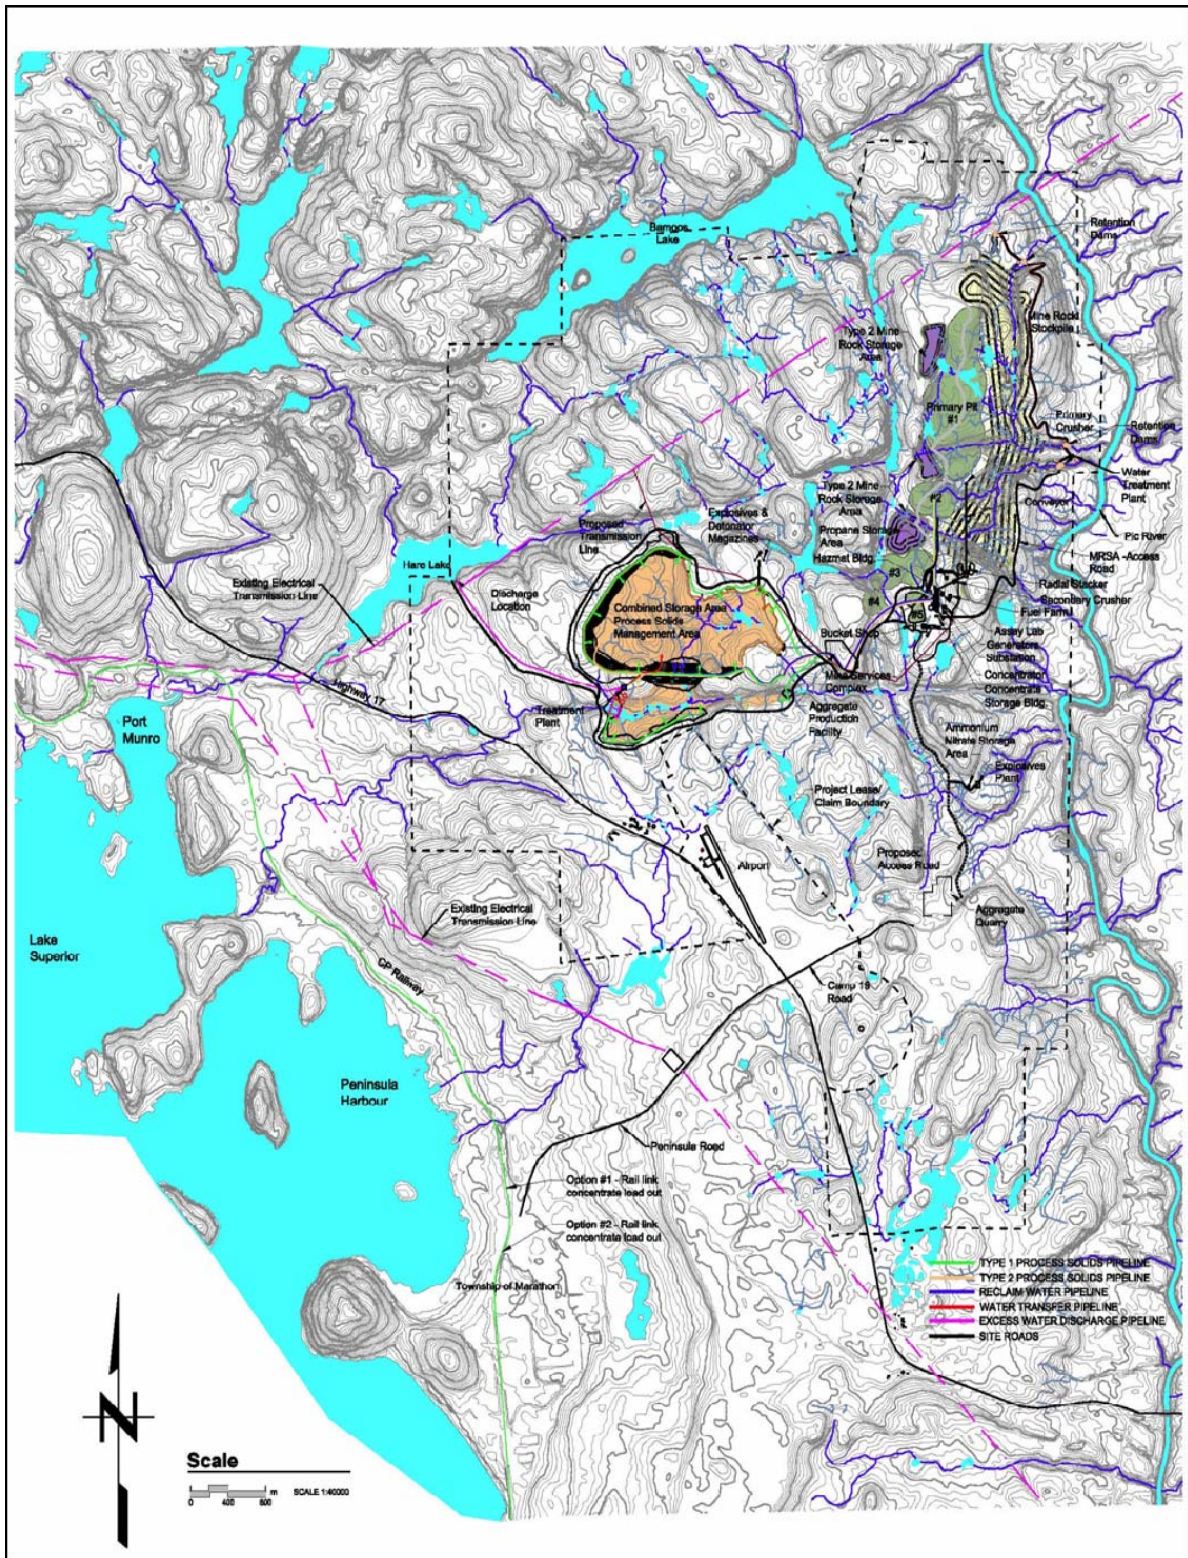 Bamoos
Lake
Retention
Dams
Mine Rock
Stockpile
Type 2 Mine
Rock Storage
Area
Primary Pit
#1
Primary
Crusher
Retention
Dams
Water
Treatment
Plant
Type 2 Mine
Rock Storage
Area
#2
Conveyor
Explosives &
Detonator
Magazines
Proposed
Transmission
Line
Propane Storage
Area
Pic River
Hazmat Bldg.
MRSA -Access
Road
Hare Lake
#3
Radial Stacker
Existing Electrical
Transmission Line
Discharge
Location
Secondary Crusher
#4
Combined Storage Area
Process Solids
Management Area
#5
Fuel Farm
Bucket Shop
Assay Lab
Generators
Substation
Mine Services
Complex
Concentrator
Highway 17
Concentrate
Storage Bldg.
Port
Munro
Treatment
Plant
Aggregate
Production
Facility
Ammonium
Nitrate Storage
Area
Explosives
Plant
Project Lease/
Claim Boundary
Proposed
Access Road
Airport
Existing Electrical
Transmission Line
Aggregate
Quarry
Lake
Superior
CP Railway
Camp 19
Road
Peninsula
Harbour
Peninsula Road
Option #1 - Rail link
concentrate load out
Option #2 - Rail link
concentrate load out
Township of Marathon
TYPE 1 PROCESS SOLIDS PIPELINE
TYPE 2 PROCESS SOLIDS PIPELINE
RECLAIM WATER PIPELINE
WATER TRANSFER PIPELINE
EXCESS WATER DISCHARGE PIPELINE
SITE ROADS
N
Scale
0 400 800 m SCALE 1:40000